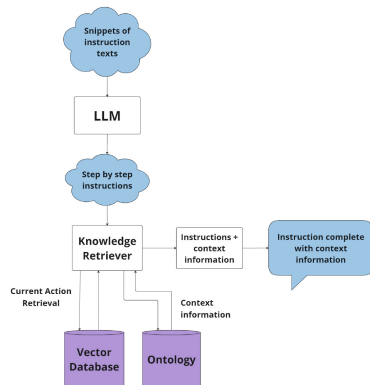 Snippets of
instruction
texts
LLM
Step by step
instructions
Knowledge
Retriever
Instructions +
context
information
Instruction complete
with context
information
Current Action
Retrieval
Context
information
Vector
Database
Ontology